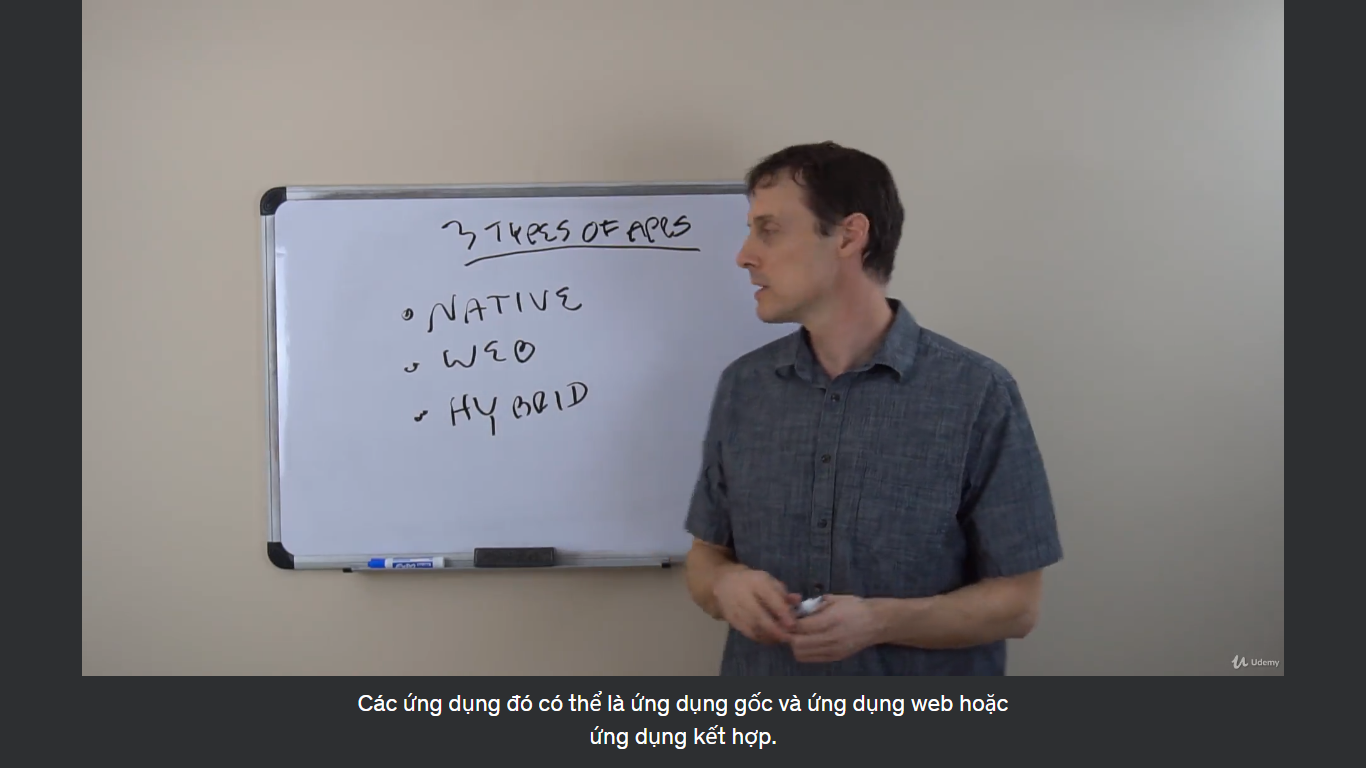 3 TYPES OF APPS
• NATIVE
• WEB
• HYBRID
Udemy
Các ứng dụng đó có thể là ứng dụng gốc và ứng dụng web hoặc
ứng dụng kết hợp.